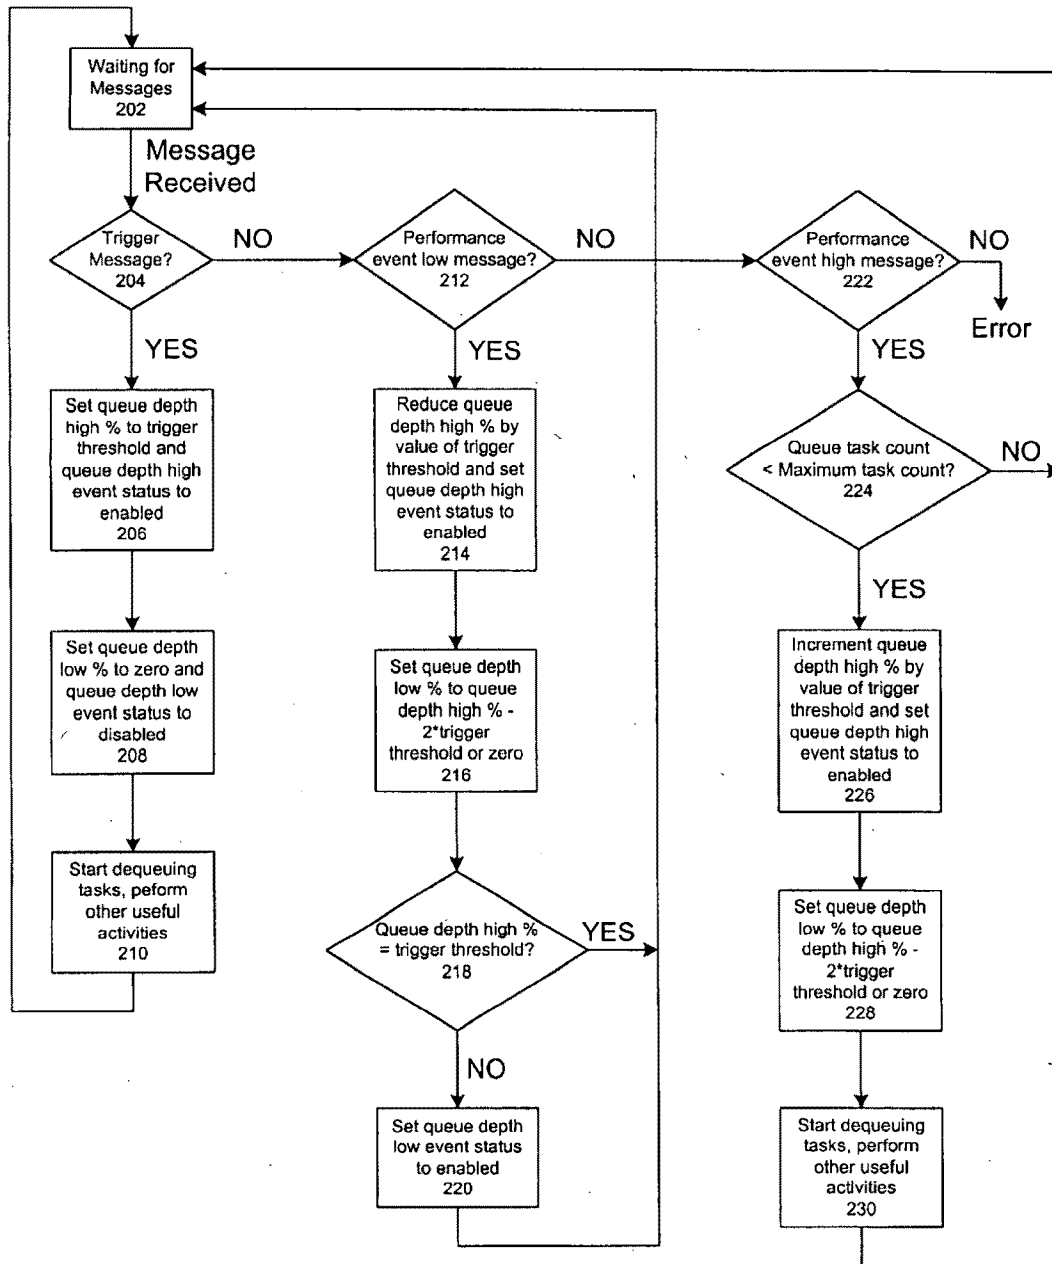 Waiting for
Messages
202
Message
Received
Trigger
Message?
204
NO
Performance
event low message?
212
NO
Performance
event high message?
222
NO
Error
YES
YES
YES
Set queue depth
high % to trigger
threshold and
queue depth high
event status to
enabled
206
Reduce queue
depth high % by
value of trigger
threshold and set
queue depth high
event status to
enabled
214
Queue task count
< Maximum task count?
224
NO
YES
Set queue depth
low % to zero and
queue depth low
event status to
disabled
208
Set queue depth
low % to queue
depth high % -
2*trigger
threshold or zero
216
Increment queue
depth high % by
value of trigger
threshold and set
queue depth high
event status to
enabled
226
Start dequeuing
tasks, peform
other useful
activities
210
Queue depth high %
= trigger threshold?
218
YES
NO
Set queue depth
low % to queue
depth high % -
2*trigger
threshold or zero
228
Set queue depth
low event status
to enabled
220
Start dequeuing
tasks, perform
other useful
activities
230